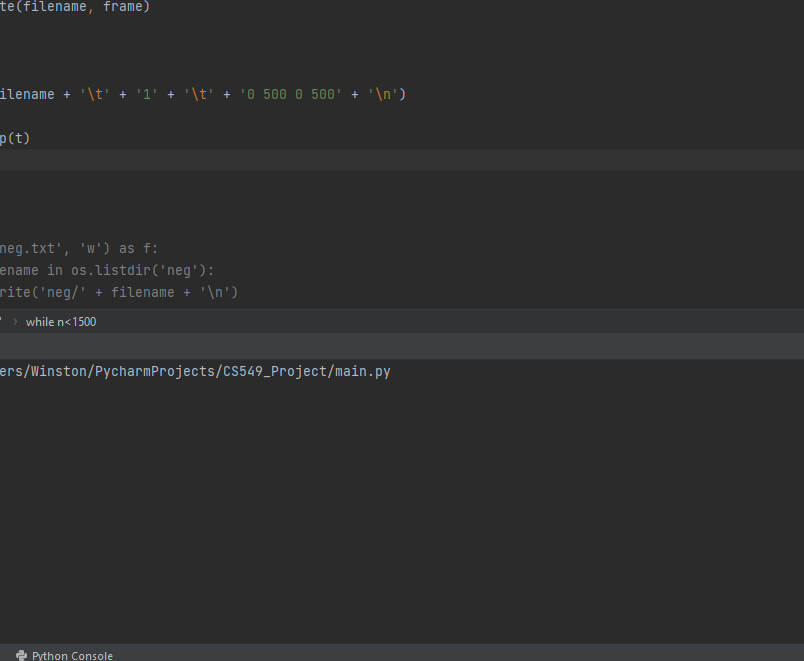 te(filename, frame)
ilename + '\t' + '1' + '\t' + '0 500 0 500' + '\n')
p(t)
neg.txt', 'w') as f:
ename in os.listdir('neg'):
rite('neg/' + filename + '\n')
' › while n<1500
ers/Winston/PycharmProjects/CS549_Project/main.py
Python Console